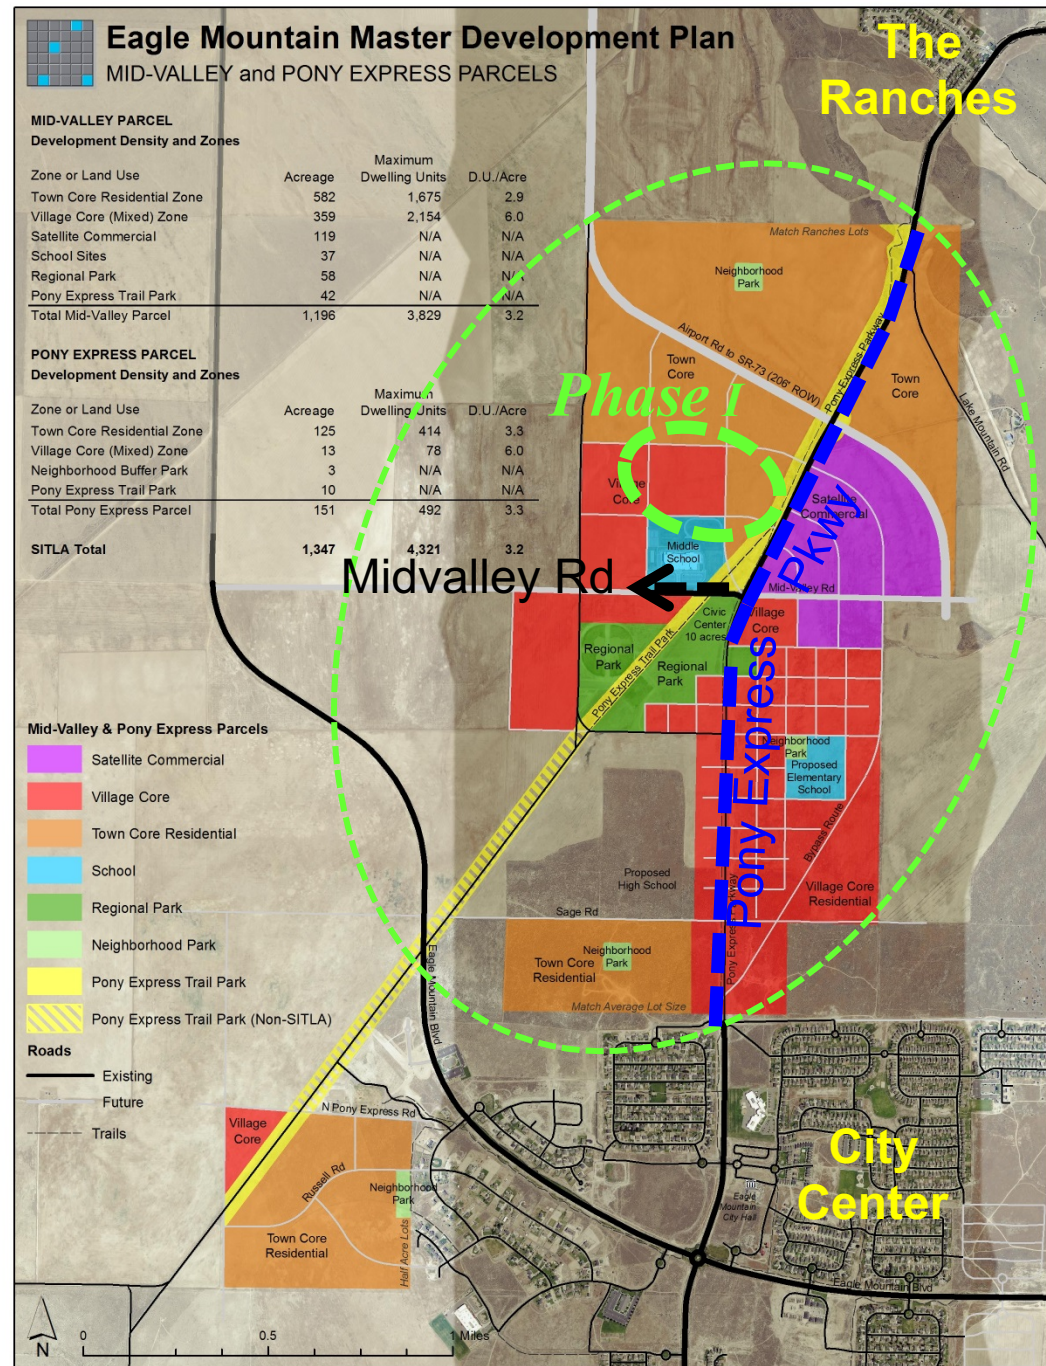 Eagle Mountain Master Development Plan
MID-VALLEY and PONY EXPRESS PARCELS
The
Ranches
MID-VALLEY PARCEL
Development Density and Zones
Maximum
Zone or Land Use Acreage Dwelling Units D.U./Acre
Town Core Residential Zone 582 1,675 2.9
Village Core (Mixed) Zone 359 2,154 6.0
Satellite Commercial 119 N/A N/A
School Sites 37 N/A N/A
Regional Park 58 N/A N/A
Pony Express Trail Park 42 N/A N/A
Total Mid-Valley Parcel 1,196 3,829 3.2
PONY EXPRESS PARCEL
Development Density and Zones
Maximum
Zone or Land Use Acreage Dwelling Units D.U./Acre
Town Core Residential Zone 125 414 3.3
Village Core (Mixed) Zone 13 78 6.0
Neighborhood Buffer Park 3 N/A N/A
Pony Express Trail Park 10 N/A N/A
Total Pony Express Parcel 151 492 3.3
SITLA Total 1,347 4,321 3.2
Match Ranches Lots
Neighborhood
Park
Airport Rd to SR-73 (206' ROW)
Pony Express Parkway
Town
Core
Town
Core
Lake Mountain Rd
Phase I
Village
Core
Satellite
Commercial
Middle
School
Midvalley Rd
Mid-Valley Rd
Pony Express Pkwy
Civic
Center
10 acres
Village
Core
Regional
Park
Pony Express Trail Park
Regional
Park
Neighborhood
Park
Proposed
Elementary
School
Bypass Route
Proposed
High School
Village Core
Residential
Sage Rd
Pony Express Parkway
Neighborhood
Park
Town Core
Residential
Match Average Lot Size
Eagle Mountain Blvd
Mid-Valley & Pony Express Parcels
Satellite Commercial
Village Core
Town Core Residential
School
Regional Park
Neighborhood Park
Pony Express Trail Park
Pony Express Trail Park (Non-SITLA)
Roads
Existing
Future
Trails
N Pony Express Rd
Village
Core
Russell Rd
Neighborhood
Park
Town Core
Residential
Half Acre Lots
City
Center
Eagle
Mountain
City Hall
Eagle Mountain Blvd
N
0 0.5 1 Miles